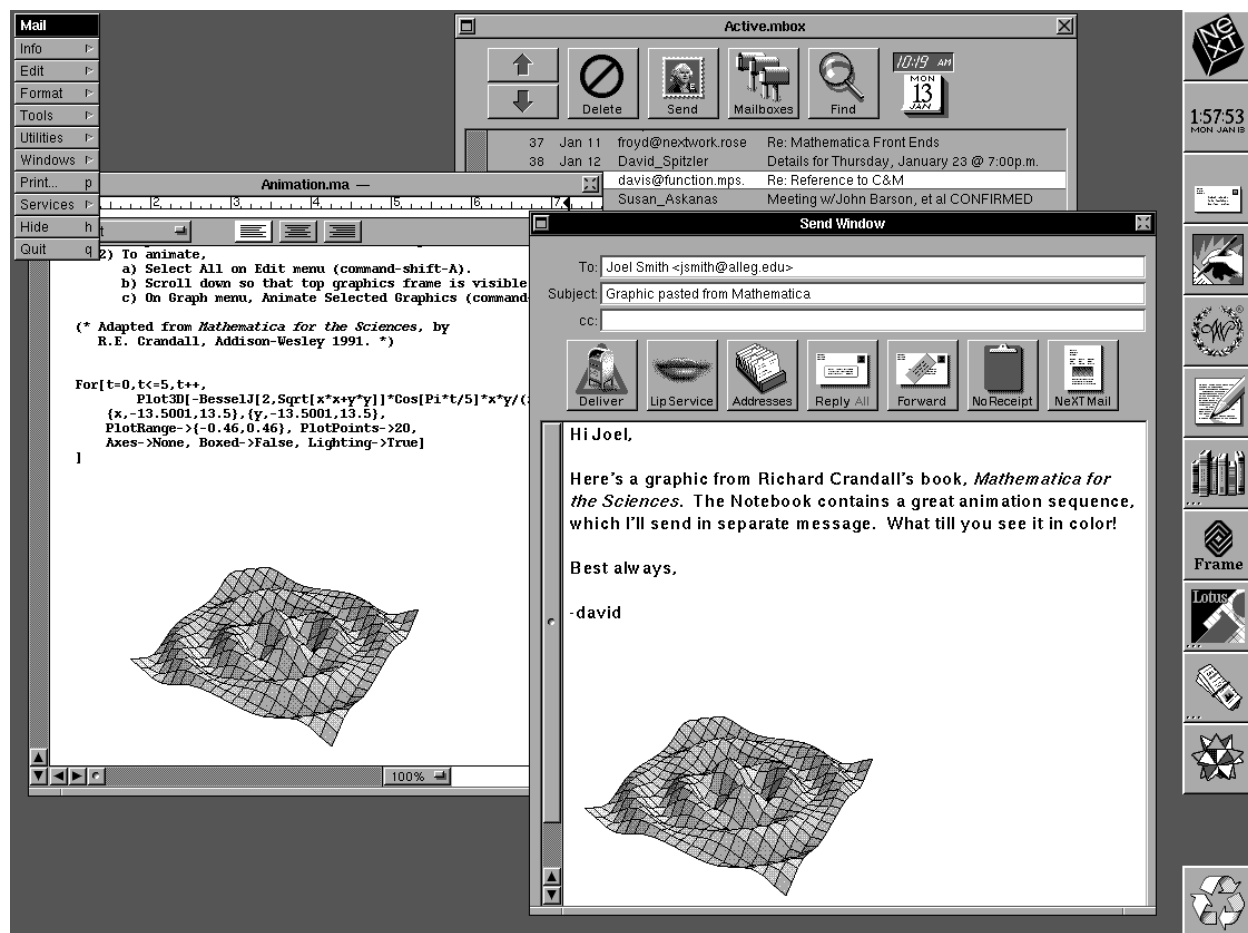 Mail
Info
Edit
Format
Tools
Utilities
Windows
Print... p
Services
Hide h
Quit q
Active.mbox
Delete
Send
Mailboxes
Find
10:19 AM
MON
13
JAN
37 Jan 11 froyd@nextwork.rose Re: Mathematica Front Ends
38 Jan 12 David_Spitzler Details for Thursday, January 23 @ 7:00p.m.
davis@function.mps. Re: Reference to C&M
Susan_Askanas Meeting w/John Barson, et al CONFIRMED
Animation.ma —
2 3 4 5 6 7
2) To animate,
a) Select All on Edit menu (command-shift-A).
b) Scroll down so that top graphics frame is visible
c) On Graph menu, Animate Selected Graphics (command-
(* Adapted from Mathematica for the Sciences, by
R.E. Crandall, Addison-Wesley 1991. *)
For[t=0,t<=5,t++,
Plot3D[-BesselJ[2,Sqrt[x*x+y*y]]*Cos[Pi*t/5]*x*y/(
{x,-13.5001,13.5},{y,-13.5001,13.5},
PlotRange->{-0.46,0.46}, PlotPoints->20,
Axes->None, Boxed->False, Lighting->True]
]
100%
Send Window
To: Joel Smith <jsmith@alleg.edu>
Subject: Graphic pasted from Mathematica
cc:
Deliver
Lip Service
Addresses
Reply All
Forward
No Receipt
NeXT Mail
Hi Joel,
Here's a graphic from Richard Crandall's book, Mathematica for
the Sciences. The Notebook contains a great animation sequence,
which I'll send in separate message. What till you see it in color!
Best always,
-david
NeXT
1:57:53
MON JAN 13
W
Frame
Lotus